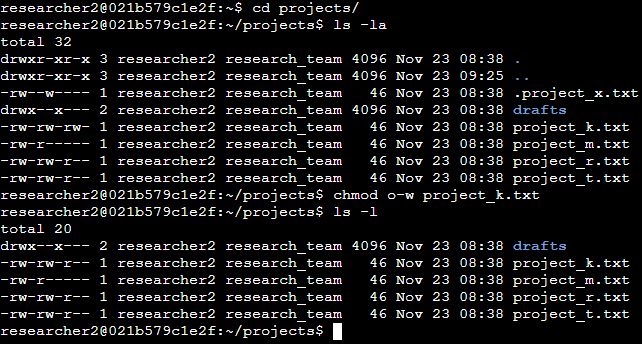 researcher2@021b579c1e2f:~$ cd projects/
researcher2@021b579c1e2f:~/projects$ ls -la
total 32
drwxr-xr-x 3 researcher2 research_team 4096 Nov 23 08:38 .
drwxr-xr-x 3 researcher2 research_team 4096 Nov 23 09:25 ..
-rw--w---- 1 researcher2 research_team   46 Nov 23 08:38 .project_x.txt
drwx--x--- 2 researcher2 research_team 4096 Nov 23 08:38 drafts
-rw-rw-rw- 1 researcher2 research_team   46 Nov 23 08:38 project_k.txt
-rw-r----- 1 researcher2 research_team   46 Nov 23 08:38 project_m.txt
-rw-rw-r-- 1 researcher2 research_team   46 Nov 23 08:38 project_r.txt
-rw-rw-r-- 1 researcher2 research_team   46 Nov 23 08:38 project_t.txt
researcher2@021b579c1e2f:~/projects$ chmod o-w project_k.txt
researcher2@021b579c1e2f:~/projects$ ls -l
total 20
drwx--x--- 2 researcher2 research_team 4096 Nov 23 08:38 drafts
-rw-rw-r-- 1 researcher2 research_team   46 Nov 23 08:38 project_k.txt
-rw-r----- 1 researcher2 research_team   46 Nov 23 08:38 project_m.txt
-rw-rw-r-- 1 researcher2 research_team   46 Nov 23 08:38 project_r.txt
-rw-rw-r-- 1 researcher2 research_team   46 Nov 23 08:38 project_t.txt
researcher2@021b579c1e2f:~/projects$